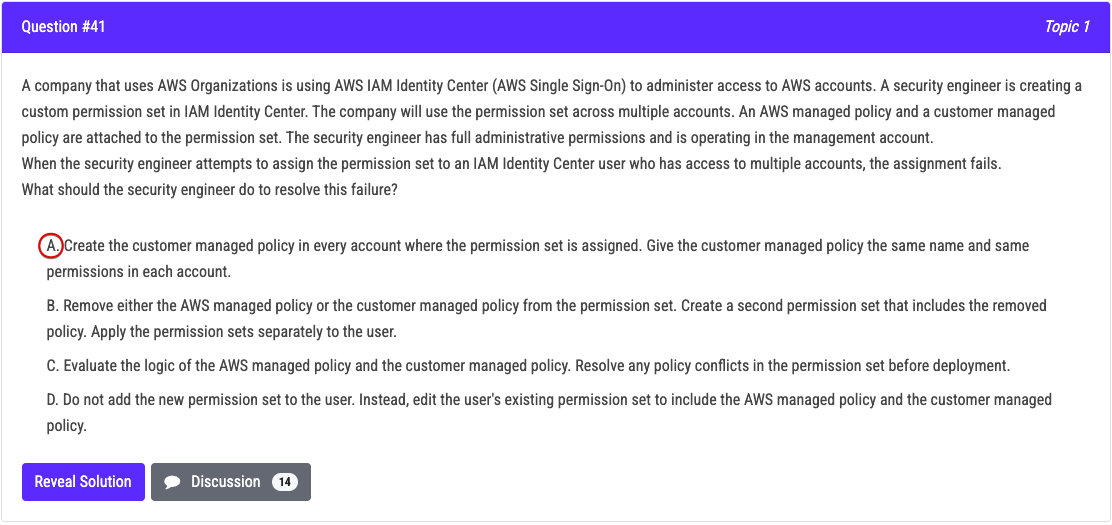 Question #41
Topic 1
A company that uses AWS Organizations is using AWS IAM Identity Center (AWS Single Sign-On) to administer access to AWS accounts. A security engineer is creating a
custom permission set in IAM Identity Center. The company will use the permission set across multiple accounts. An AWS managed policy and a customer managed
policy are attached to the permission set. The security engineer has full administrative permissions and is operating in the management account.
When the security engineer attempts to assign the permission set to an IAM Identity Center user who has access to multiple accounts, the assignment fails.
What should the security engineer do to resolve this failure?
A. Create the customer managed policy in every account where the permission set is assigned. Give the customer managed policy the same name and same
permissions in each account.
B. Remove either the AWS managed policy or the customer managed policy from the permission set. Create a second permission set that includes the removed
policy. Apply the permission sets separately to the user.
C. Evaluate the logic of the AWS managed policy and the customer managed policy. Resolve any policy conflicts in the permission set before deployment.
D. Do not add the new permission set to the user. Instead, edit the user's existing permission set to include the AWS managed policy and the customer managed
policy.
Reveal Solution
Discussion 14